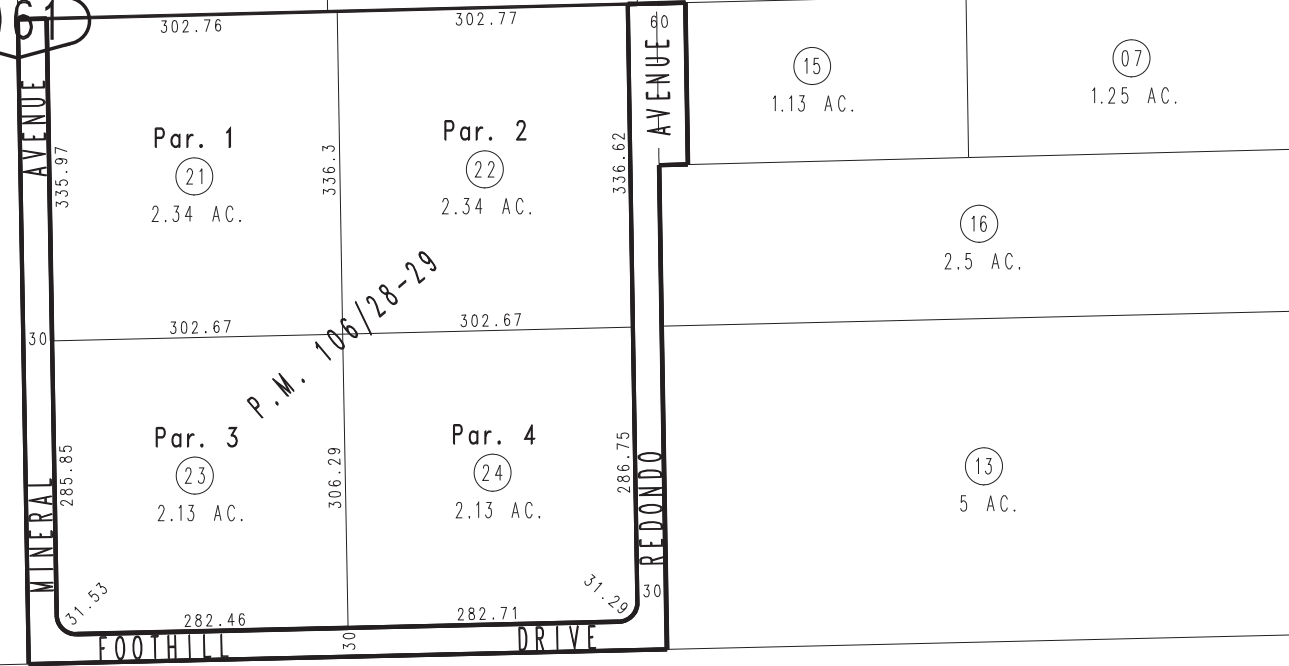 061
302.76
302.77
60
AVENUE
AVENUE
15
1.13 AC.
07
1.25 AC.
Par. 1
21
2.34 AC.
335.97
336.3
Par. 2
22
2.34 AC.
336.62
16
2.5 AC.
P.M. 106/28-29
30
302.67
302.67
Par. 3
23
2.13 AC.
285.85
306.29
Par. 4
24
2.13 AC.
286.75
13
5 AC.
MINERAL
REDONDO
31.53
31.29
30
282.46
282.71
FOOTHILL
30
DRIVE